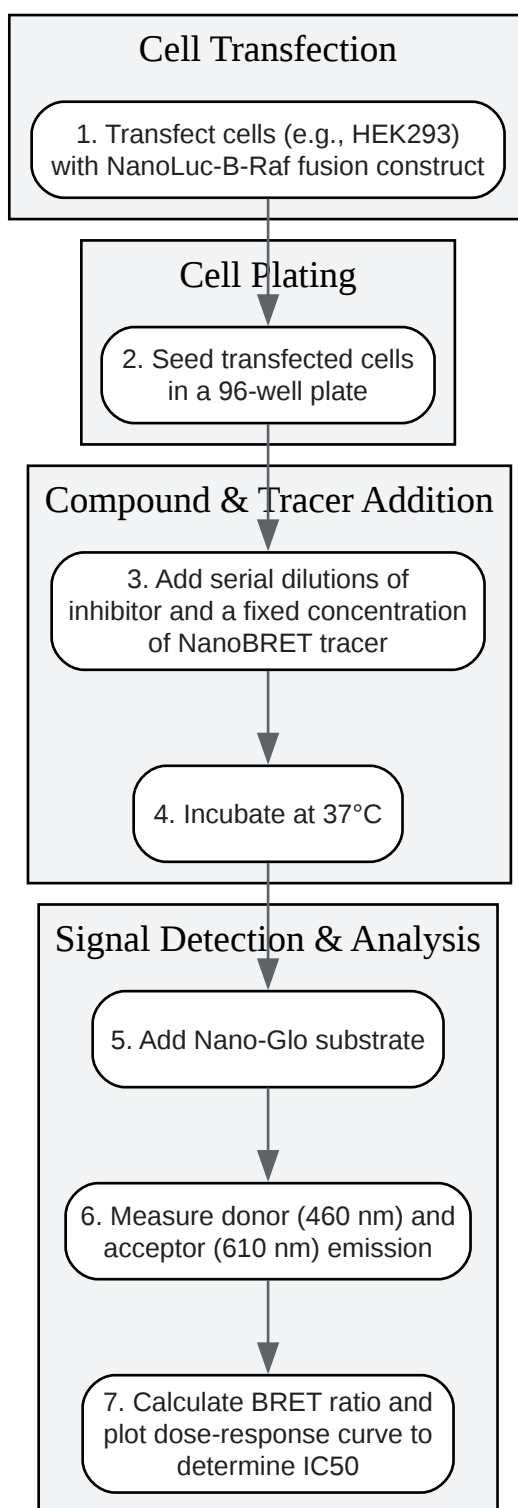 Cell Transfection
1. Transfect cells (e.g., HEK293)
with NanoLuc-B-Raf fusion construct
Cell Plating
2. Seed transfected cells
in a 96-well plate
Compound & Tracer Addition
3. Add serial dilutions of
inhibitor and a fixed concentration
of NanoBRET tracer
4. Incubate at 37°C
Signal Detection & Analysis
5. Add Nano-Glo substrate
6. Measure donor (460 nm) and
acceptor (610 nm) emission
7. Calculate BRET ratio and
plot dose-response curve to
determine IC50